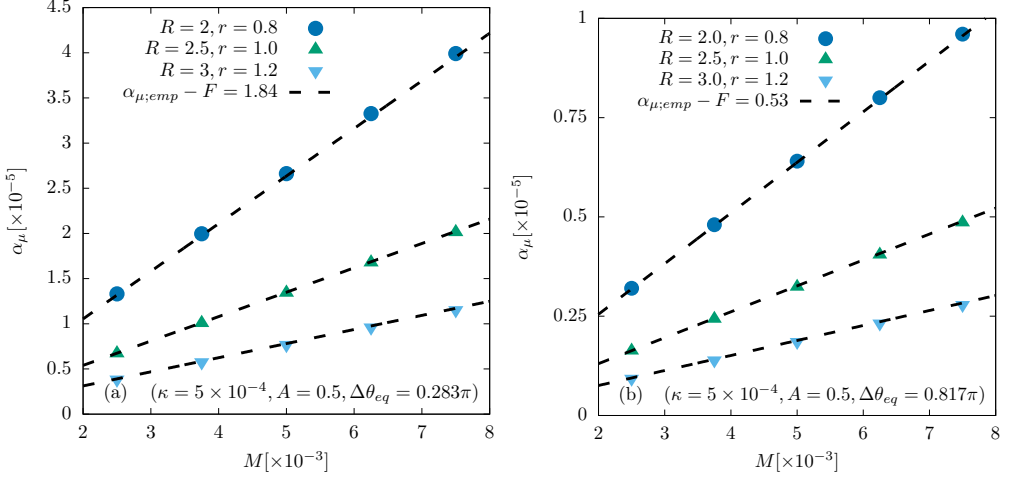 4.5
4
3.5
3
2.5
2
1.5
1
0.5
0
α_μ[×10^{-5}]
R = 2, r = 0.8
R = 2.5, r = 1.0
R = 3, r = 1.2
α_{μ;emp} − F = 1.84
(a) (κ = 5 × 10^{-4}, A = 0.5, Δθ_{eq} = 0.283π)
2 3 4 5 6 7 8
M[×10^{-3}]
1
0.75
0.5
0.25
0
α_μ[×10^{-5}]
R = 2.0, r = 0.8
R = 2.5, r = 1.0
R = 3.0, r = 1.2
α_{μ;emp} − F = 0.53
(b) (κ = 5 × 10^{-4}, A = 0.5, Δθ_{eq} = 0.817π)
2 3 4 5 6 7 8
M[×10^{-3}]